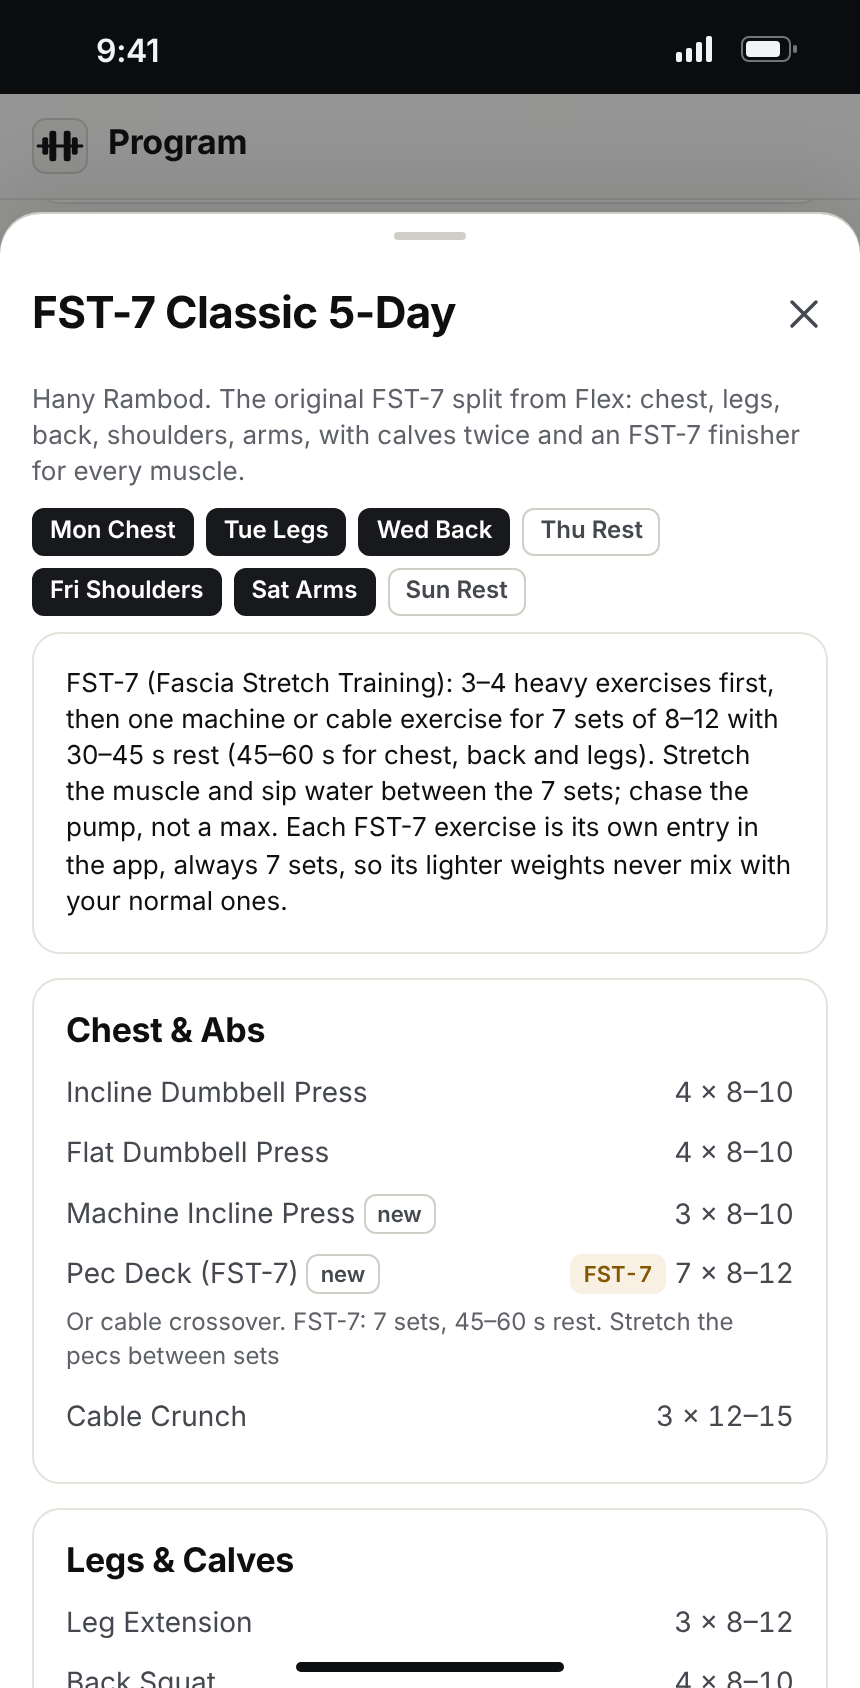 9:41
Program
FST-7 Classic 5-Day
Hany Rambod. The original FST-7 split from Flex: chest, legs,
back, shoulders, arms, with calves twice and an FST-7 finisher
for every muscle.
Mon Chest Tue Legs Wed Back Thu Rest
Fri Shoulders Sat Arms Sun Rest
FST-7 (Fascia Stretch Training): 3–4 heavy exercises first,
then one machine or cable exercise for 7 sets of 8–12 with
30–45 s rest (45–60 s for chest, back and legs). Stretch
the muscle and sip water between the 7 sets; chase the
pump, not a max. Each FST-7 exercise is its own entry in
the app, always 7 sets, so its lighter weights never mix with
your normal ones.
Chest & Abs
Incline Dumbbell Press 4 × 8–10
Flat Dumbbell Press 4 × 8–10
Machine Incline Press new 3 × 8–10
Pec Deck (FST-7) new FST-7 7 × 8–12
Or cable crossover. FST-7: 7 sets, 45–60 s rest. Stretch the
pecs between sets
Cable Crunch 3 × 12–15
Legs & Calves
Leg Extension 3 × 8–12
Back Squat 4 × 8–10